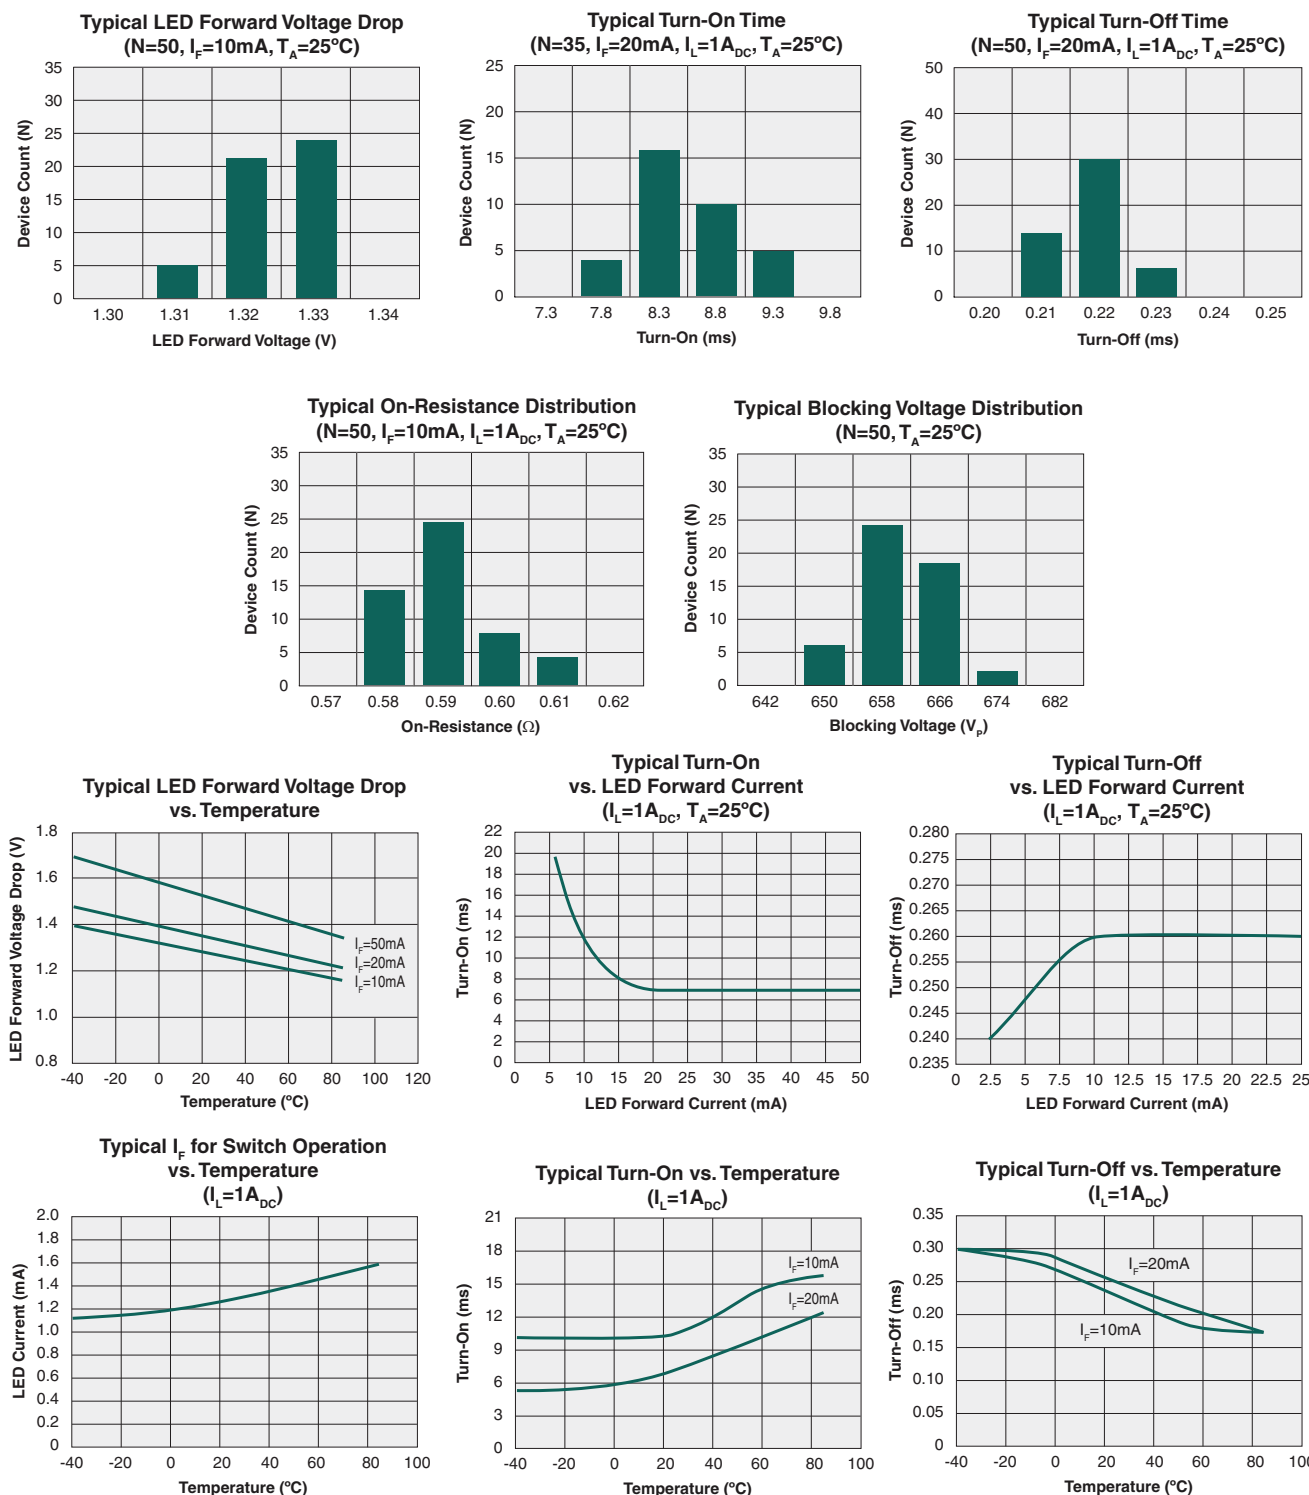 Typical LED Forward Voltage Drop
(N=50, IF=10mA, TA=25ºC)
35
30
25
20
15
10
5
0
Device Count (N)
1.30 1.31 1.32 1.33 1.34
LED Forward Voltage (V)
Typical Turn-On Time
(N=35, IF=20mA, IL=1ADC, TA=25ºC)
25
20
15
10
5
0
Device Count (N)
7.3 7.8 8.3 8.8 9.3 9.8
Turn-On (ms)
Typical Turn-Off Time
(N=50, IF=20mA, IL=1ADC, TA=25ºC)
50
40
30
20
10
0
Device Count (N)
0.20 0.21 0.22 0.23 0.24 0.25
Turn-Off (ms)
Typical On-Resistance Distribution
(N=50, IF=10mA, IL=1ADC, TA=25ºC)
35
30
25
20
15
10
5
0
Device Count (N)
0.57 0.58 0.59 0.60 0.61 0.62
On-Resistance (Ω)
Typical Blocking Voltage Distribution
(N=50, TA=25ºC)
35
30
25
20
15
10
5
0
Device Count (N)
642 650 658 666 674 682
Blocking Voltage (VP)
Typical LED Forward Voltage Drop
vs. Temperature
1.8
1.6
1.4
1.2
1.0
0.8
LED Forward Voltage Drop (V)
IF=50mA
IF=20mA
IF=10mA
-40 -20 0 20 40 60 80 100 120
Temperature (ºC)
Typical Turn-On
vs. LED Forward Current
(IL=1ADC, TA=25ºC)
22
20
18
16
14
12
10
8
6
4
2
0
Turn-On (ms)
0 5 10 15 20 25 30 35 40 45 50
LED Forward Current (mA)
Typical Turn-Off
vs. LED Forward Current
(IL=1ADC, TA=25ºC)
0.280
0.275
0.270
0.265
0.260
0.255
0.250
0.245
0.240
0.235
Turn-Off (ms)
0 2.5 5 7.5 10 12.5 15 17.5 20 22.5 25
LED Forward Current (mA)
Typical IF for Switch Operation
vs. Temperature
(IL=1ADC)
2.0
1.8
1.6
1.4
1.2
1.0
0.8
0.6
0.4
0.2
0
LED Current (mA)
-40 -20 0 20 40 60 80 100
Temperature (ºC)
Typical Turn-On vs. Temperature
(IL=1ADC)
21
18
15
12
9
6
3
0
Turn-On (ms)
IF=10mA
IF=20mA
-40 -20 0 20 40 60 80 100
Temperature (ºC)
Typical Turn-Off vs. Temperature
(IL=1ADC)
0.35
0.30
0.25
0.20
0.15
0.10
0.05
0
Turn-Off (ms)
IF=20mA
IF=10mA
-40 -20 0 20 40 60 80 100
Temperature (ºC)